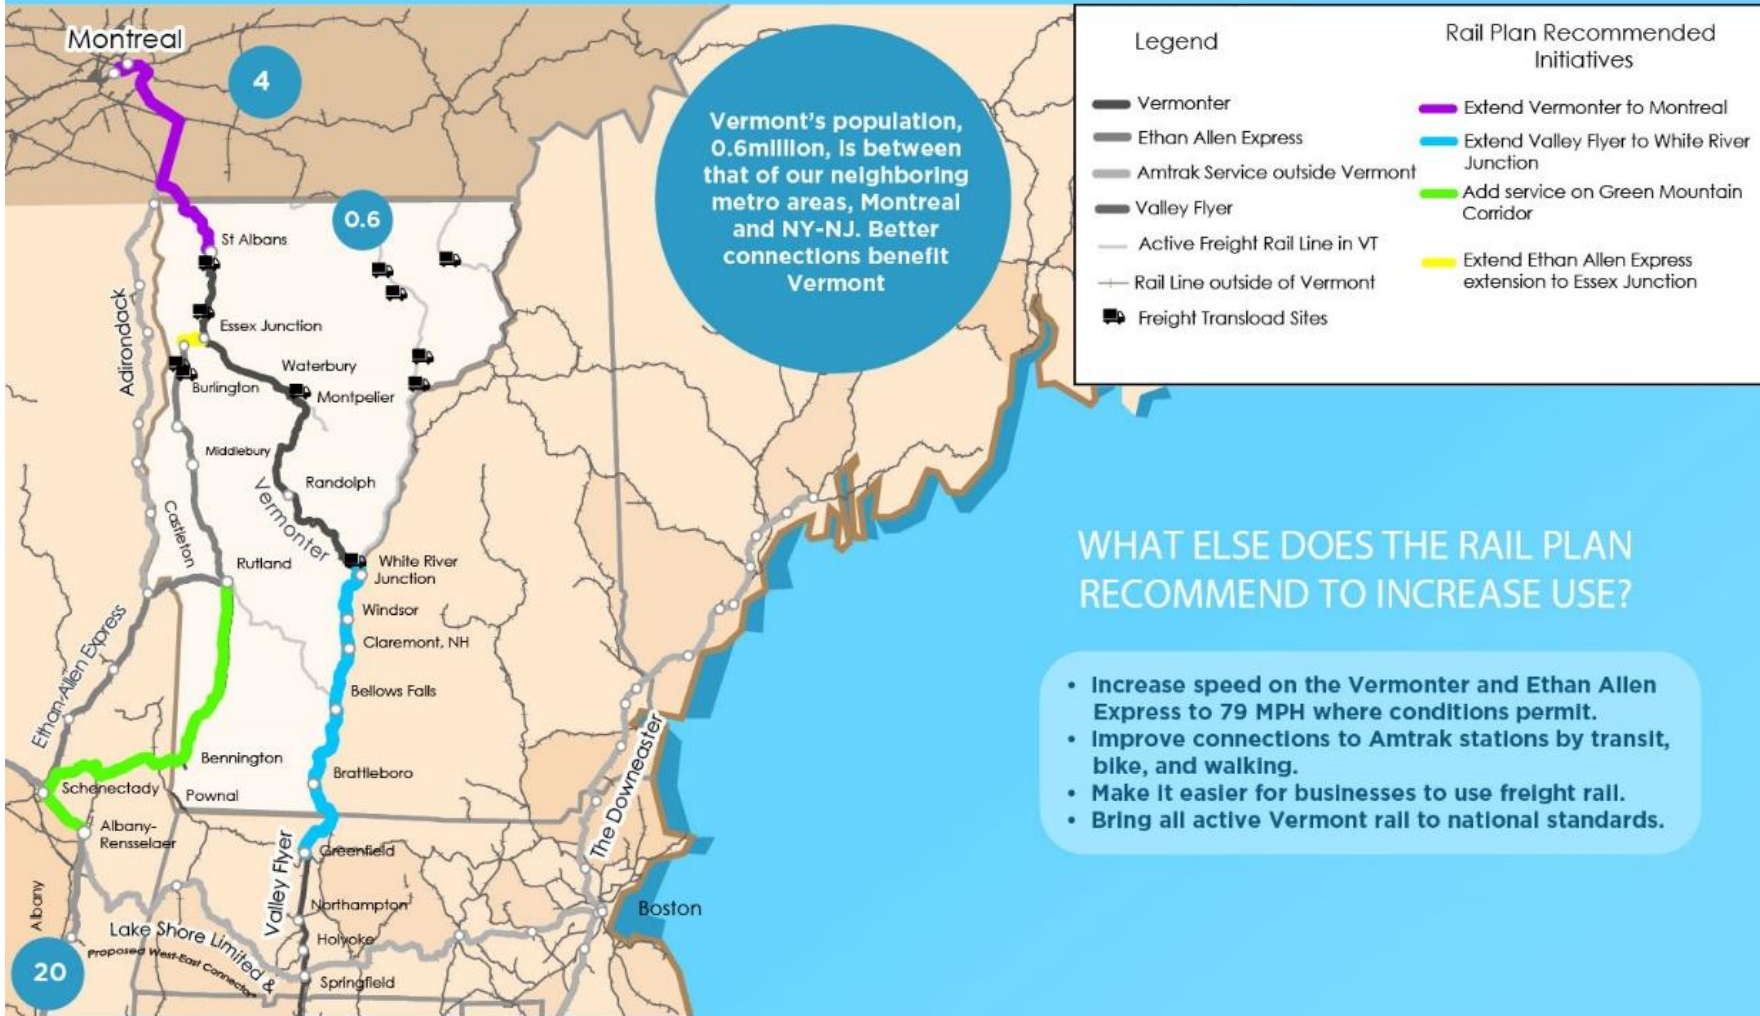 Montreal
4
0.6
St Albans
Essex Junction
Adirondack
Burlington
Waterbury
Montpelier
Middlebury
Randolph
Vermonter
Castleton
Rutland
White River
Junction
Windsor
Claremont, NH
Bellows Falls
Ethan Allen Express
Bennington
Brattleboro
Schenectady
Pownal
Albany-
Rensselaer
Greenfield
Valley Flyer
The Downeaster
Northampton
Albany
Boston
Lake Shore Limited &
Proposed West-East Connector
Holyoke
Springfield
20
Vermont's population,
0.6million, is between
that of our neighboring
metro areas, Montreal
and NY-NJ. Better
connections benefit
Vermont
Legend
Vermonter
Ethan Allen Express
Amtrak Service outside Vermont
Valley Flyer
Active Freight Rail Line in VT
Rail Line outside of Vermont
Freight Transload Sites
Rail Plan Recommended
Initiatives
Extend Vermonter to Montreal
Extend Valley Flyer to White River
Junction
Add service on Green Mountain
Corridor
Extend Ethan Allen Express
extension to Essex Junction
WHAT ELSE DOES THE RAIL PLAN
RECOMMEND TO INCREASE USE?
• Increase speed on the Vermonter and Ethan Allen
Express to 79 MPH where conditions permit.
• Improve connections to Amtrak stations by transit,
bike, and walking.
• Make it easier for businesses to use freight rail.
• Bring all active Vermont rail to national standards.